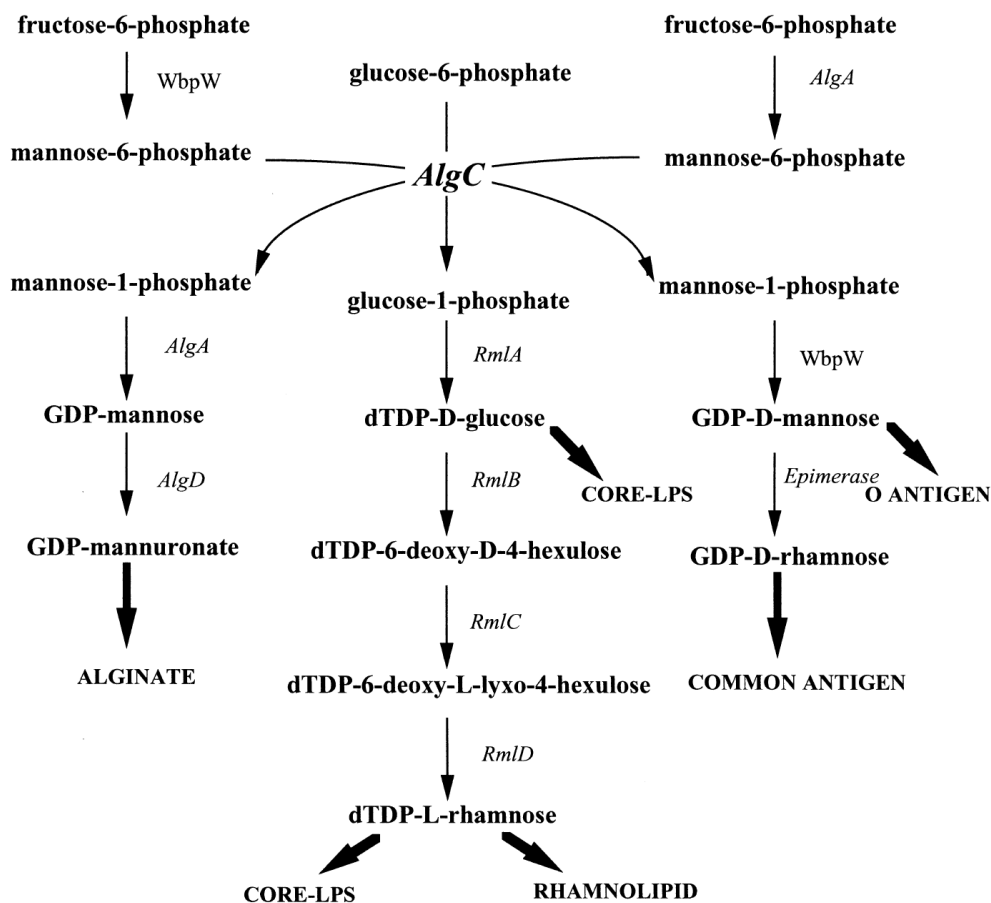 fructose-6-phosphate
WbpW
mannose-6-phosphate
glucose-6-phosphate
fructose-6-phosphate
AlgA
mannose-6-phosphate
AlgC
mannose-1-phosphate
AlgA
GDP-mannose
AlgD
GDP-mannuronate
ALGINATE
glucose-1-phosphate
RmlA
dTDP-D-glucose
RmlB
CORE-LPS
dTDP-6-deoxy-D-4-hexulose
RmlC
dTDP-6-deoxy-L-lyxo-4-hexulose
RmlD
dTDP-L-rhamnose
CORE-LPS
RHAMNOLIPID
mannose-1-phosphate
WbpW
GDP-D-mannose
Epimerase
O ANTIGEN
GDP-D-rhamnose
COMMON ANTIGEN